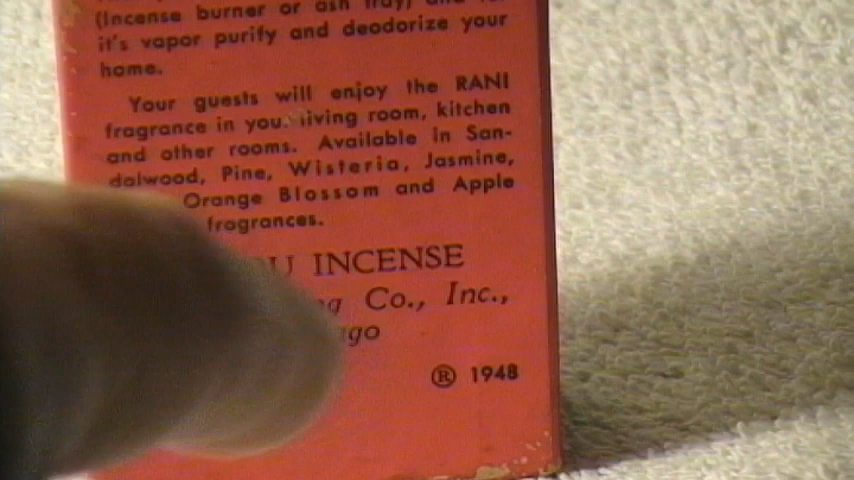 (Incense burner or ash tray) and
it's vapor purify and deodorize your
home.
Your guests will enjoy the RANI
fragrance in you. living room, kitchen
and other rooms. Available in San-
dalwood, Pine, Wisteria, Jasmine,
Orange Blossom and Apple
fragrances.
INCENSE
Co., Inc.,
® 1948